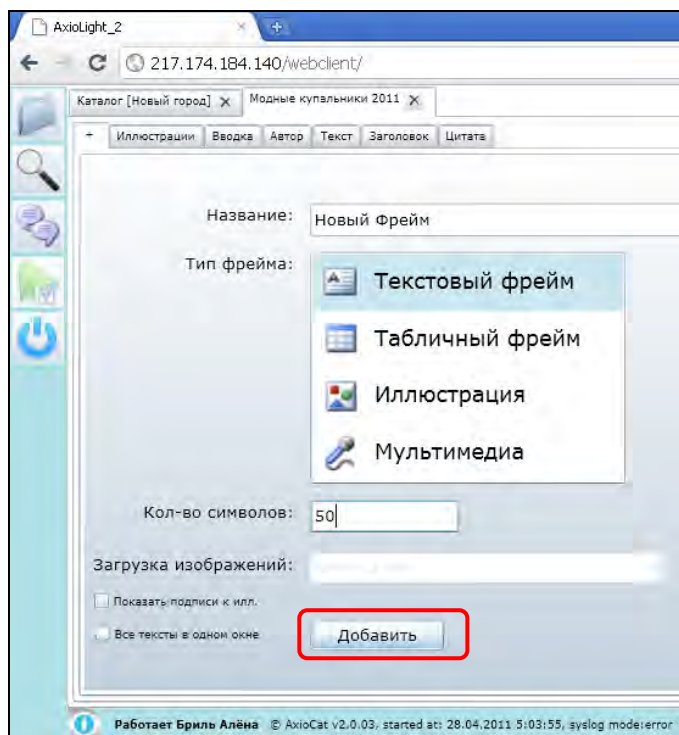 AxioLight_2
217.174.184.140/webclient/
Каталог [Новый город] x Модные купальники 2011 x
+ Иллюстрации Вводка Автор Текст Заголовок Цитата
Название: Новый Фрейм
Тип фрейма:
Текстовый фрейм
Табличный фрейм
Иллюстрация
Мультимедиа
Кол-во символов: 50
Загрузка изображений:
Показать подписи к илл.
Все тексты в одном окне
Добавить
Работает Бриль Алёна © AxioCat v2.0.03, started at: 28.04.2011 5:03:55, syslog mode:error